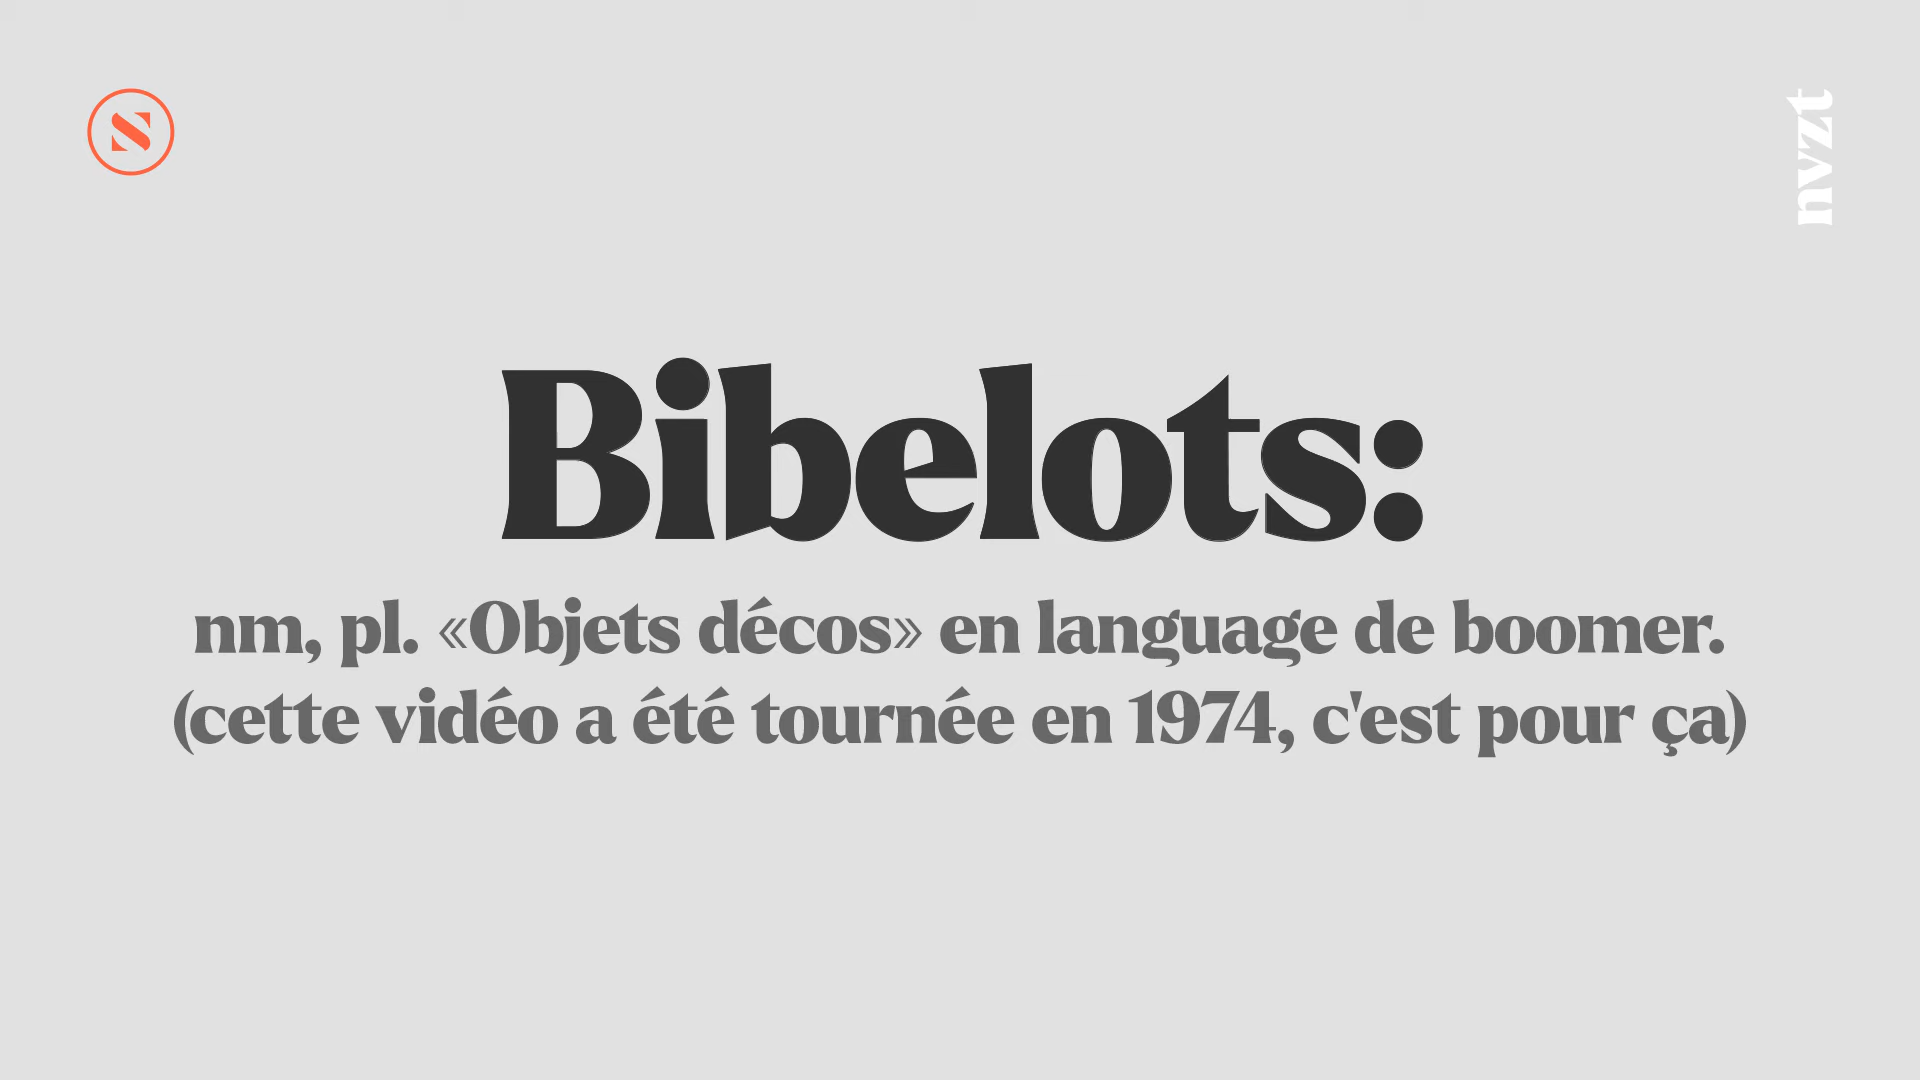 S
nvzt
Bibelots:
nm, pl. «Objets décos» en language de boomer.
(cette vidéo a été tournée en 1974, c'est pour ça)